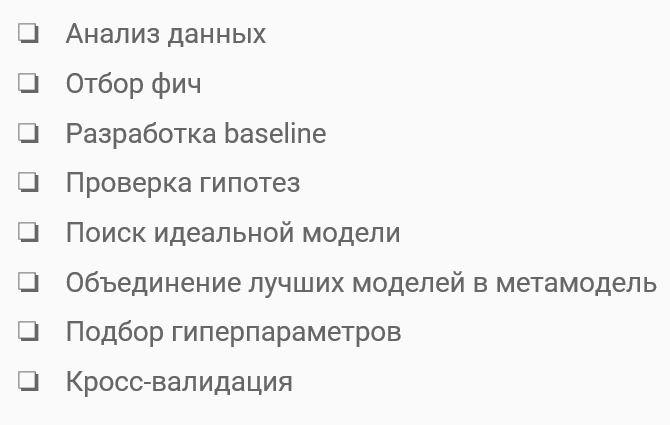 ❏ Анализ данных
❏ Отбор фич
❏ Разработка baseline
❏ Проверка гипотез
❏ Поиск идеальной модели
❏ Объединение лучших моделей в метамодель
❏ Подбор гиперпараметров
❏ Кросс-валидация